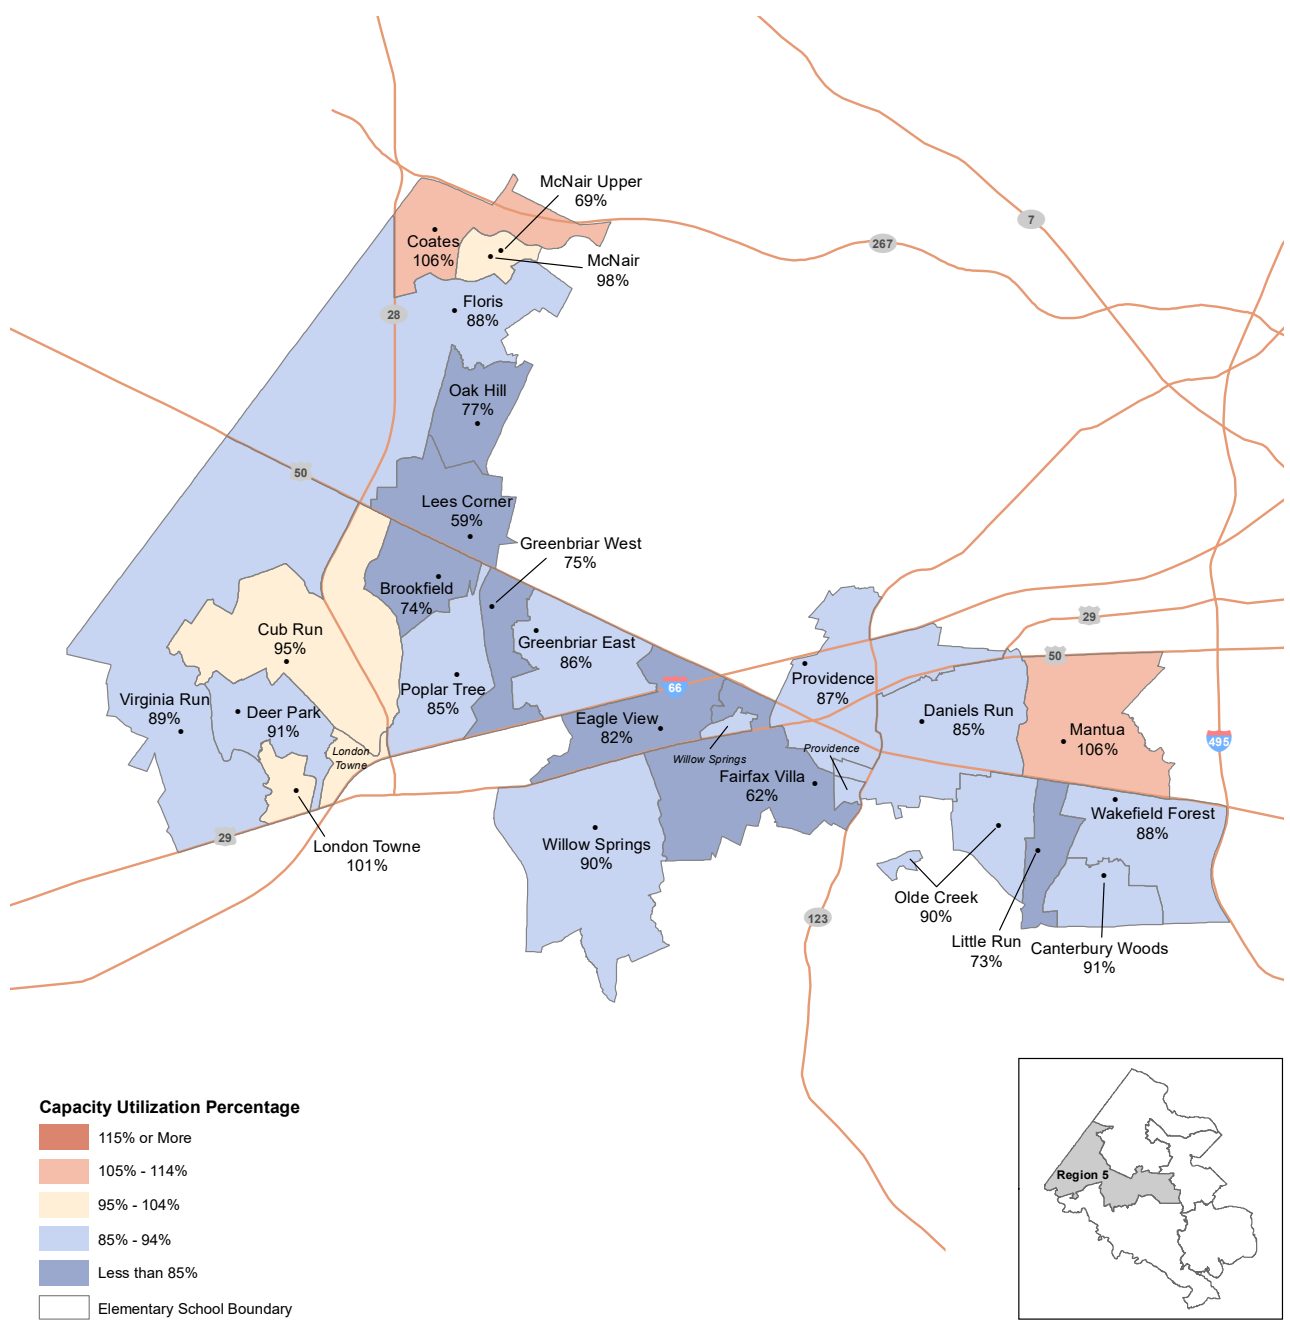 7
McNair Upper
69%
267
Coates
106%
McNair
98%
Floris
88%
28
Oak Hill
77%
50
Lees Corner
59%
Greenbriar West
75%
Brookfield
74%
29
Cub Run
95%
Greenbriar East
86%
50
Providence
87%
66
Poplar Tree
85%
Virginia Run
89%
Deer Park
91%
Eagle View
82%
Daniels Run
85%
Mantua
106%
495
London
Towne
Willow Springs
Providence
Fairfax Villa
62%
Wakefield Forest
88%
29
London Towne
101%
Willow Springs
90%
Olde Creek
90%
123
Little Run
73%
Canterbury Woods
91%
Capacity Utilization Percentage
115% or More
105% - 114%
95% - 104%
85% - 94%
Less than 85%
Elementary School Boundary
Region 5